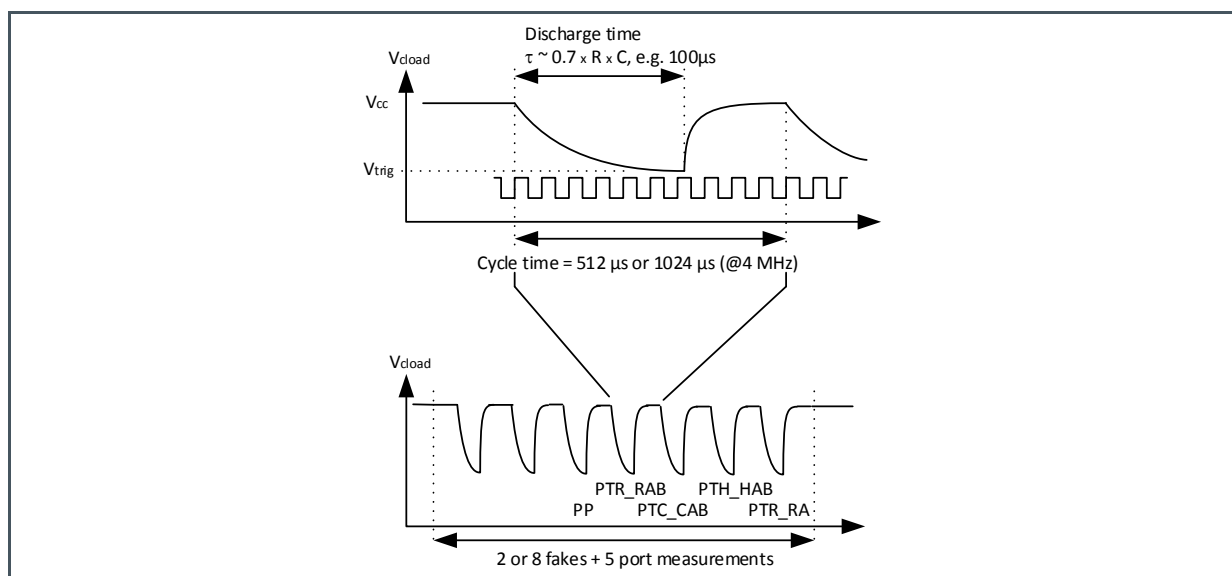 Discharge time
τ ~ 0.7 x R x C, e.g. 100µs
Vcload
Vcc
Vtrig
Cycle time = 512 µs or 1024 µs (@4 MHz)
Vcload
PTR_RAB PTH_HAB
PP PTC_CAB PTR_RA
2 or 8 fakes + 5 port measurements